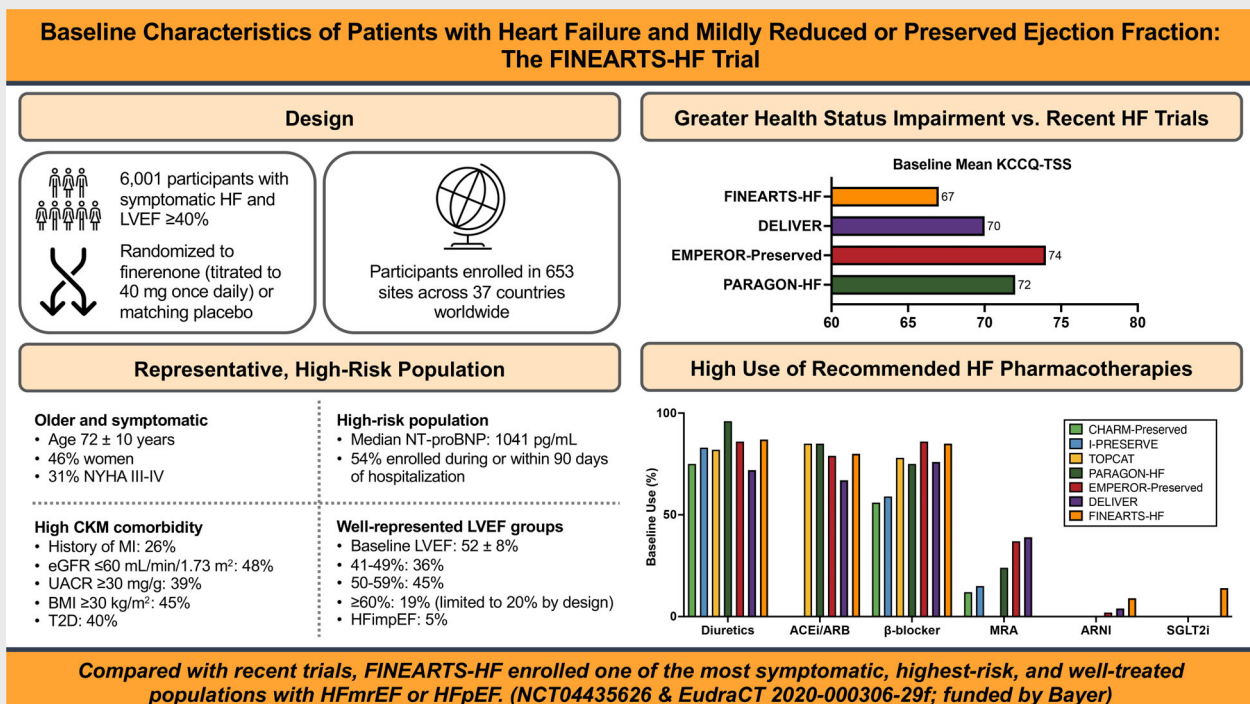 Baseline Characteristics of Patients with Heart Failure and Mildly Reduced or Preserved Ejection Fraction:
The FINEARTS-HF Trial
Design
6,001 participants with
symptomatic HF and
LVEF ≥40%
Randomized to
finerenone (titrated to
40 mg once daily) or
matching placebo
Participants enrolled in 653
sites across 37 countries
worldwide
Greater Health Status Impairment vs. Recent HF Trials
Baseline Mean KCCQ-TSS
FINEARTS-HF 67
DELIVER 70
EMPEROR-Preserved 74
PARAGON-HF 72
60 65 70 75 80
Representative, High-Risk Population
Older and symptomatic
• Age 72 ± 10 years
• 46% women
• 31% NYHA III-IV
High-risk population
• Median NT-proBNP: 1041 pg/mL
• 54% enrolled during or within 90 days
of hospitalization
High CKM comorbidity
• History of MI: 26%
• eGFR ≤60 mL/min/1.73 m²: 48%
• UACR ≥30 mg/g: 39%
• BMI ≥30 kg/m²: 45%
• T2D: 40%
Well-represented LVEF groups
• Baseline LVEF: 52 ± 8%
• 41-49%: 36%
• 50-59%: 45%
• ≥60%: 19% (limited to 20% by design)
• HFimpEF: 5%
High Use of Recommended HF Pharmacotherapies
Baseline Use (%)
100
50
0
CHARM-Preserved
I-PRESERVE
TOPCAT
PARAGON-HF
EMPEROR-Preserved
DELIVER
FINEARTS-HF
Diuretics ACEi/ARB β-blocker MRA ARNI SGLT2i
Compared with recent trials, FINEARTS-HF enrolled one of the most symptomatic, highest-risk, and well-treated
populations with HFmrEF or HFpEF. (NCT04435626 & EudraCT 2020-000306-29f; funded by Bayer)